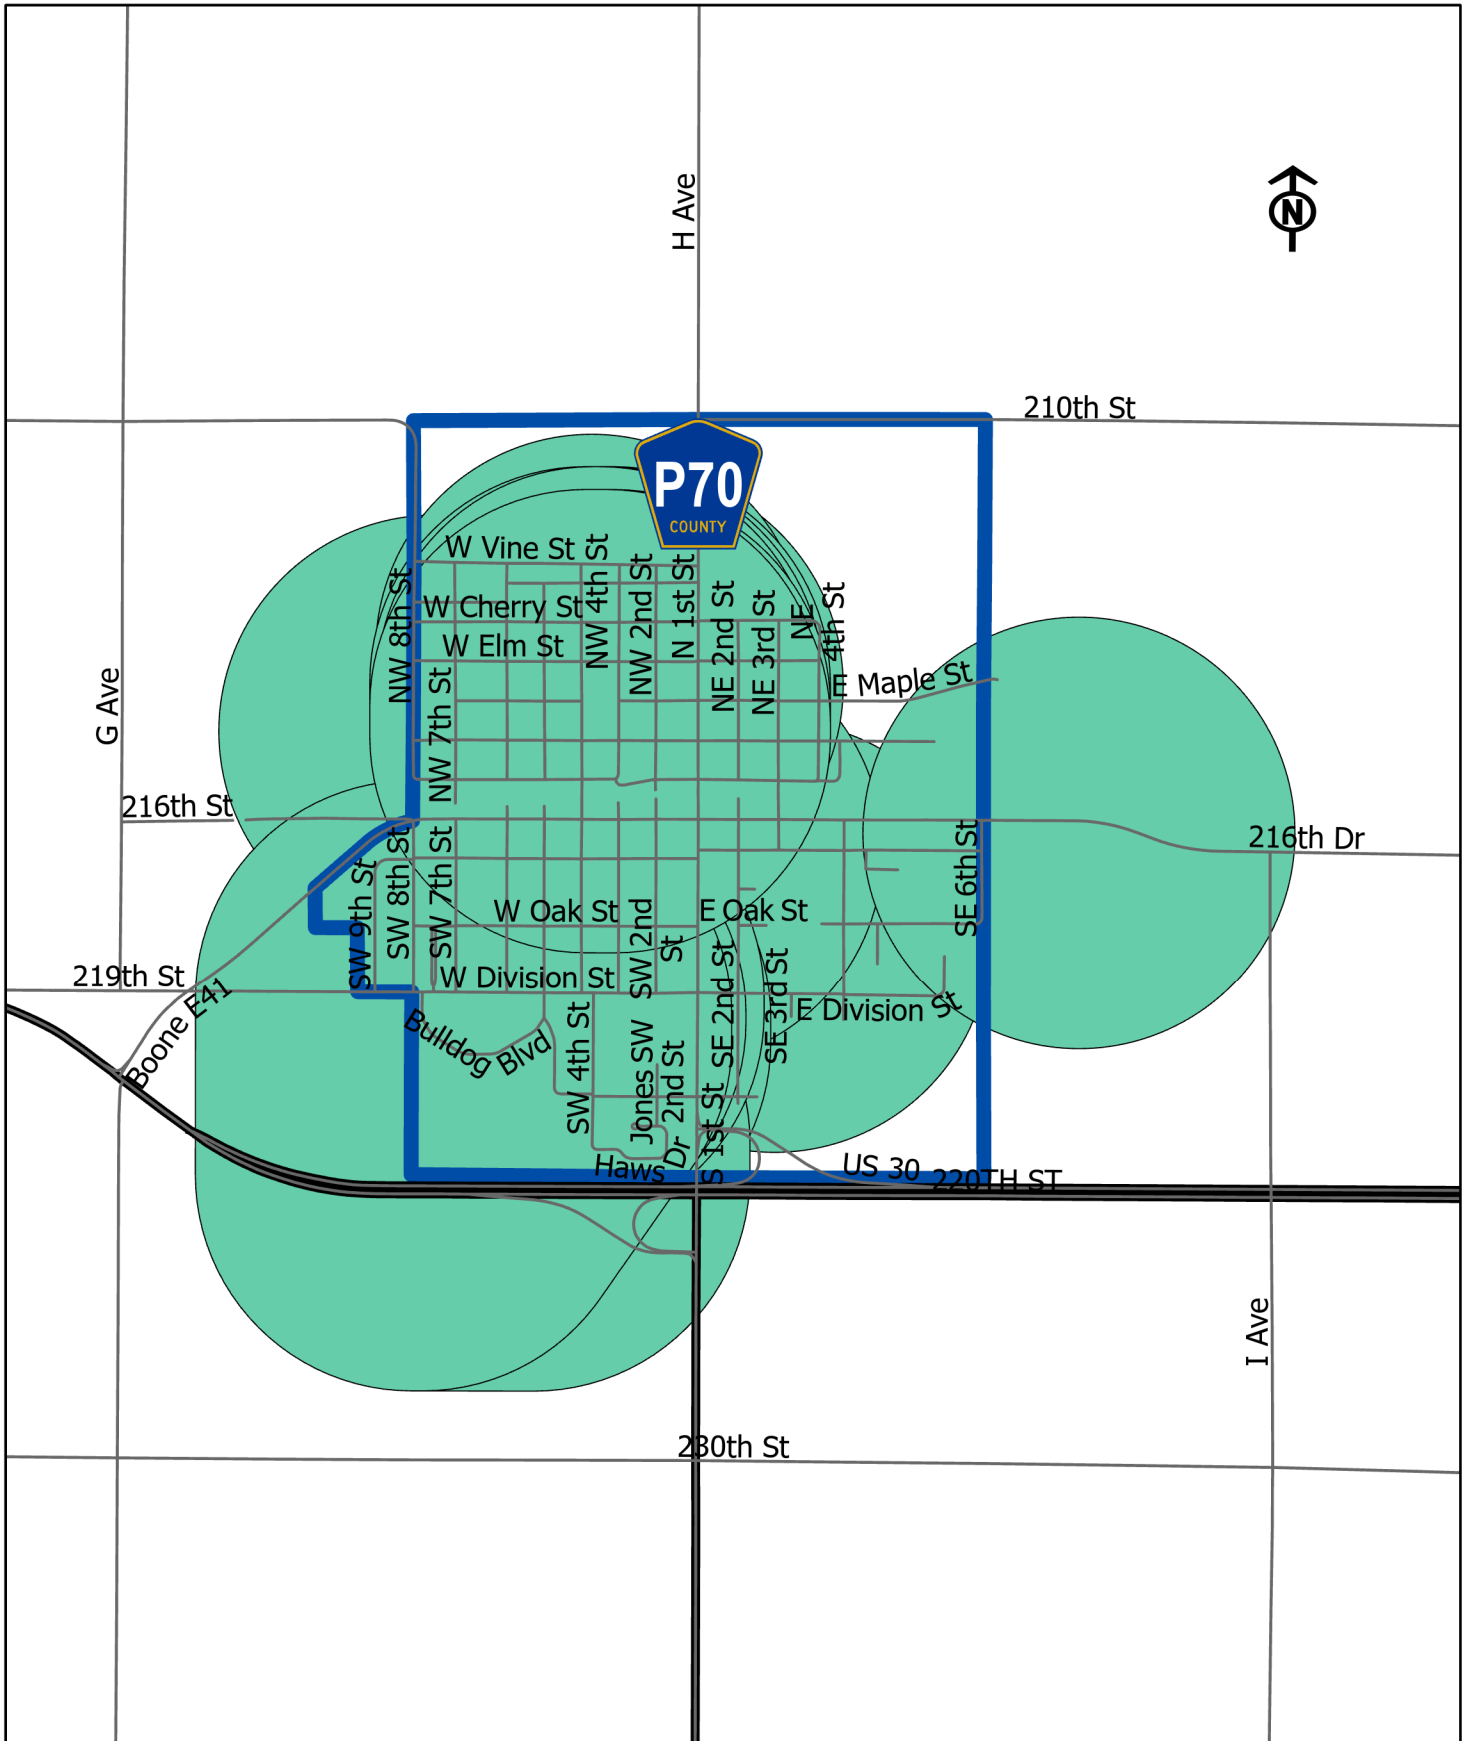 H Ave
N
210th St
P70
COUNTY
W Vine St
NW 4th St
NW 2nd St
N 1st St
NW 8th St
W Cherry St
NE 2nd St
NE 3rd St
NE
4th St
W Elm St
E Maple St
NW 7th St
G Ave
216th St
216th Dr
SW 9th St
SW 8th St
SW 7th St
SE 6th St
W Oak St
SW 2nd
St
E Oak St
219th St
W Division St
Boone E41
SE 2nd St
SE 3rd St
E Division St
Bulldog Blvd
SW 4th St
Jones SW
2nd St
S 1st St
Haws Dr
US 30
220TH ST
I Ave
230th St